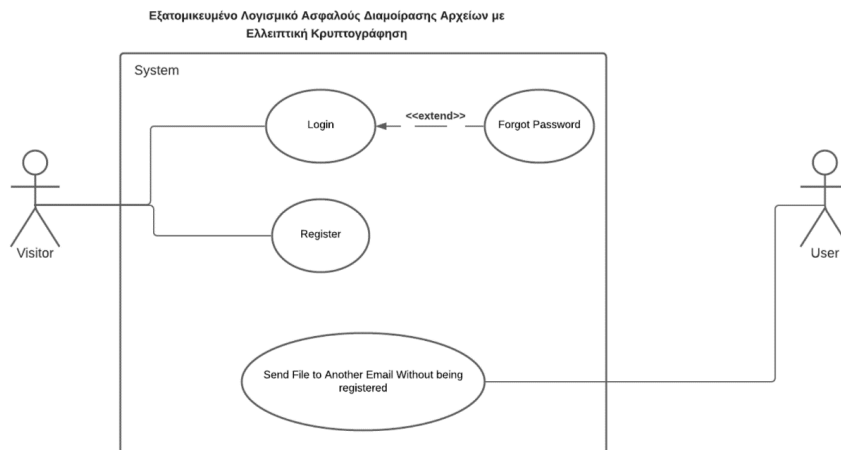 Εξατομικευμένο Λογισμικό Ασφαλούς Διαμοίρασης Αρχείων με
Ελλειπτική Κρυπτογράφηση
System
Login
<<extend>>
Forgot Password
Register
Visitor
User
Send File to Another Email Without being
registered